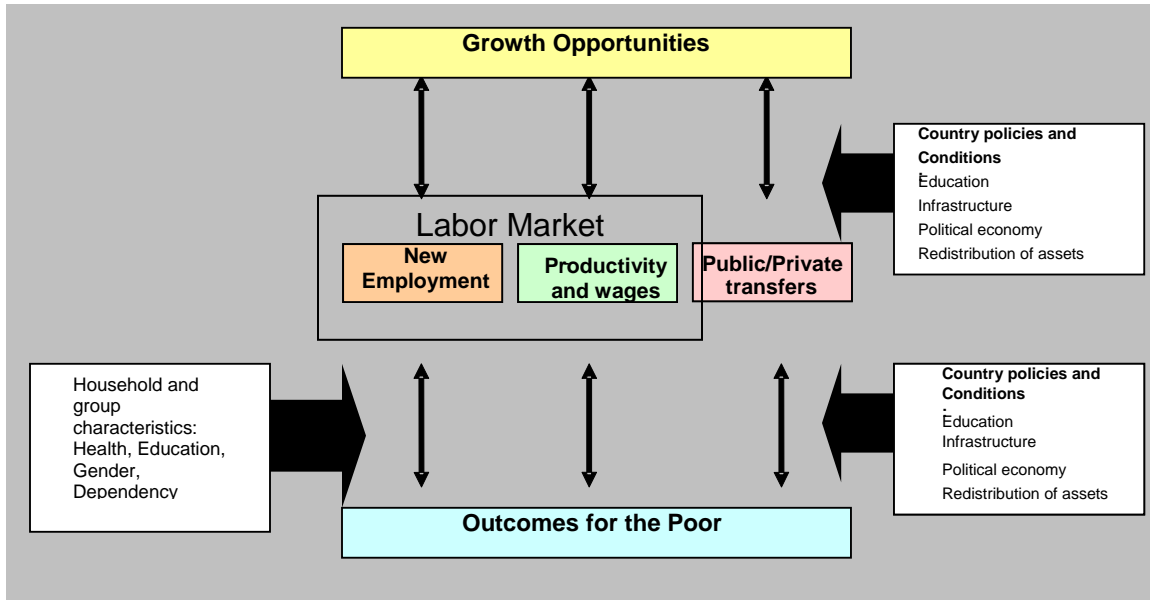 Growth Opportunities
Country policies and
Conditions
:
Education
Infrastructure
Political economy
Redistribution of assets
Labor Market
New
Employment
Productivity
and wages
Public/Private
transfers
Household and
group
characteristics:
Health, Education,
Gender,
Dependency
Country policies and
Conditions
:
Education
Infrastructure
Political economy
Redistribution of assets
Outcomes for the Poor